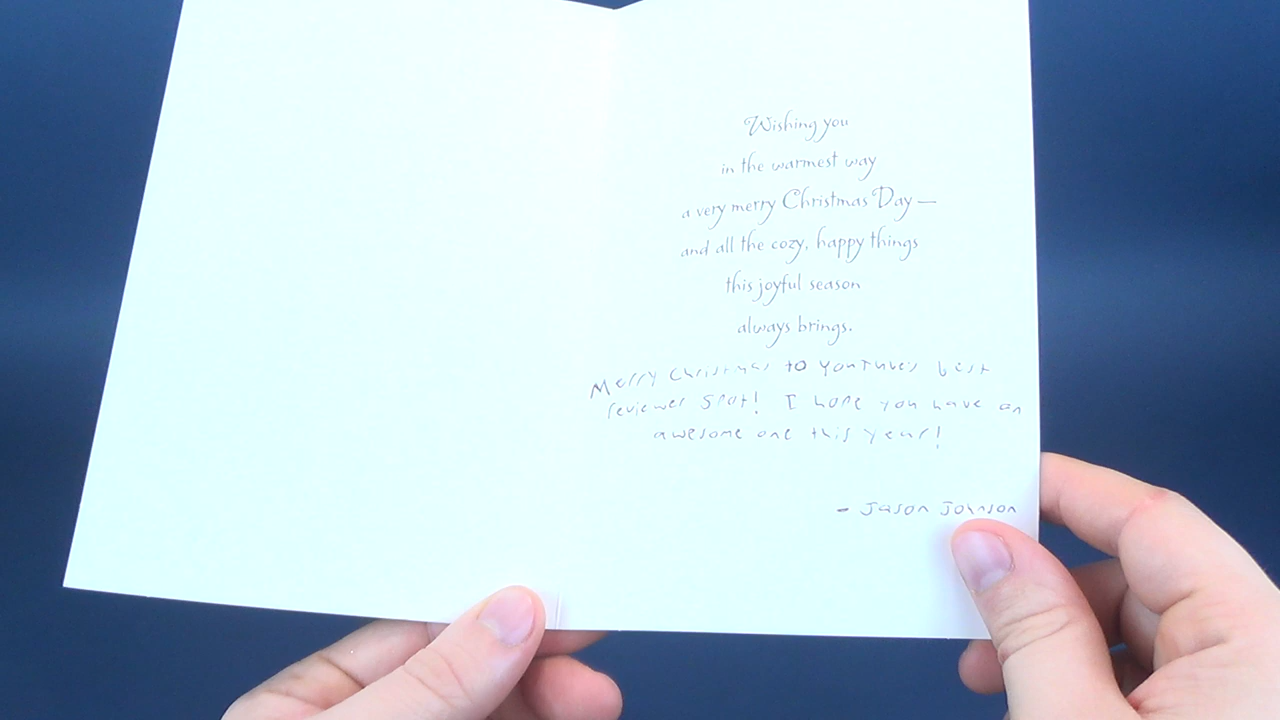 Wishing you
in the warmest way
a very merry Christmas Day —
and all the cozy, happy things
this joyful season
always brings.
Merry Christmas to YouTube's best
reviewer Spot! I hope you have an
awesome one this year!
- Jason Johnson